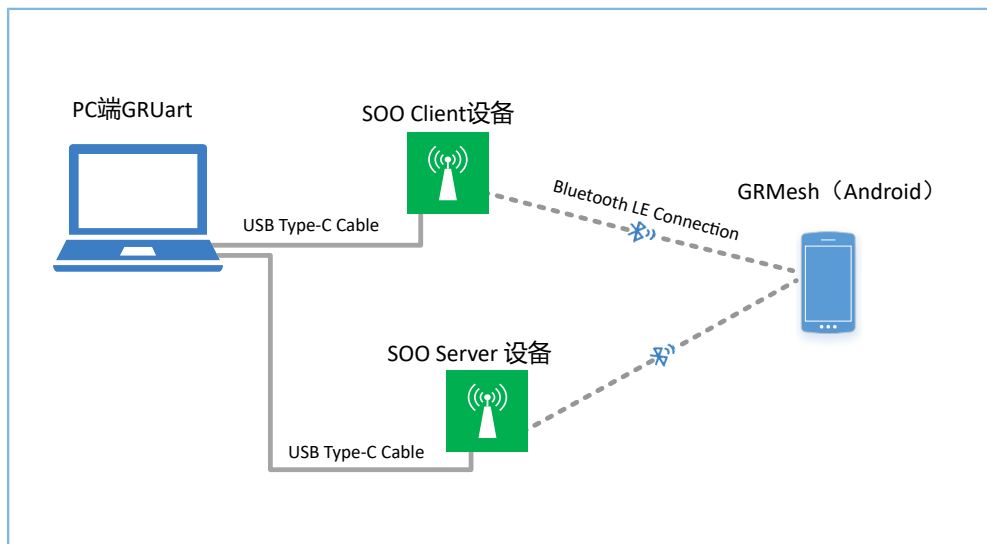 PC端GRUart
SOO Client设备
Bluetooth LE Connection
GRMesh（Android）
USB Type-C Cable
SOO Server 设备
USB Type-C Cable